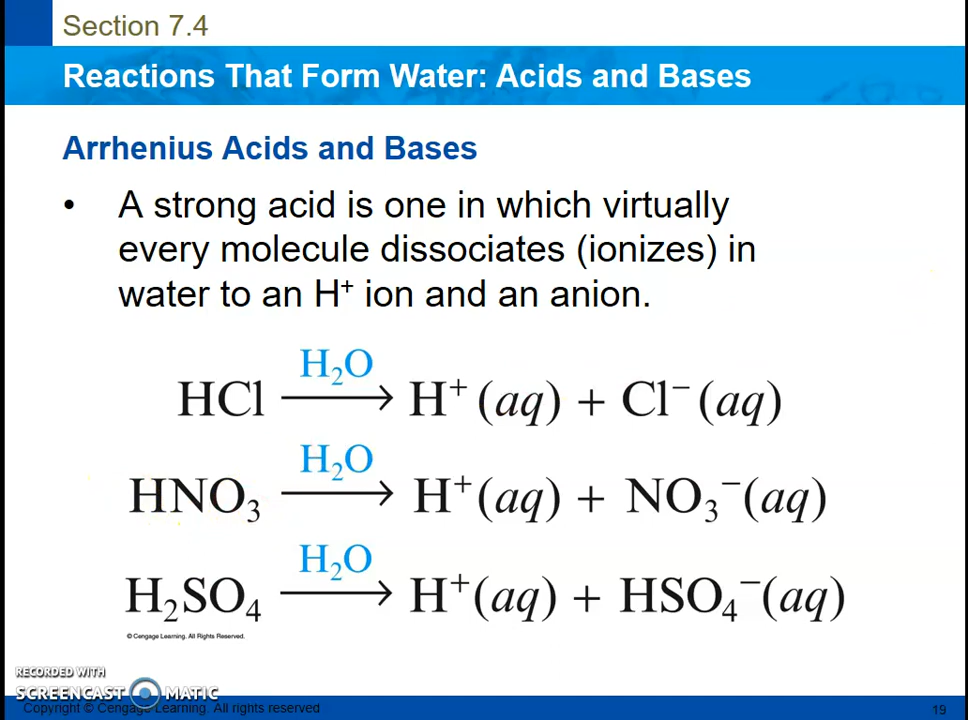 Section 7.4
Reactions That Form Water: Acids and Bases
Arrhenius Acids and Bases
• A strong acid is one in which virtually
every molecule dissociates (ionizes) in
water to an H⁺ ion and an anion.
H₂O
HCl ⟶ H⁺(aq) + Cl⁻(aq)
H₂O
HNO₃ ⟶ H⁺(aq) + NO₃⁻(aq)
H₂O
H₂SO₄ ⟶ H⁺(aq) + HSO₄⁻(aq)
© Cengage Learning. All Rights Reserved.
RECORDED WITH
SCREENCAST MATIC
Copyright © Cengage Learning. All rights reserved
19